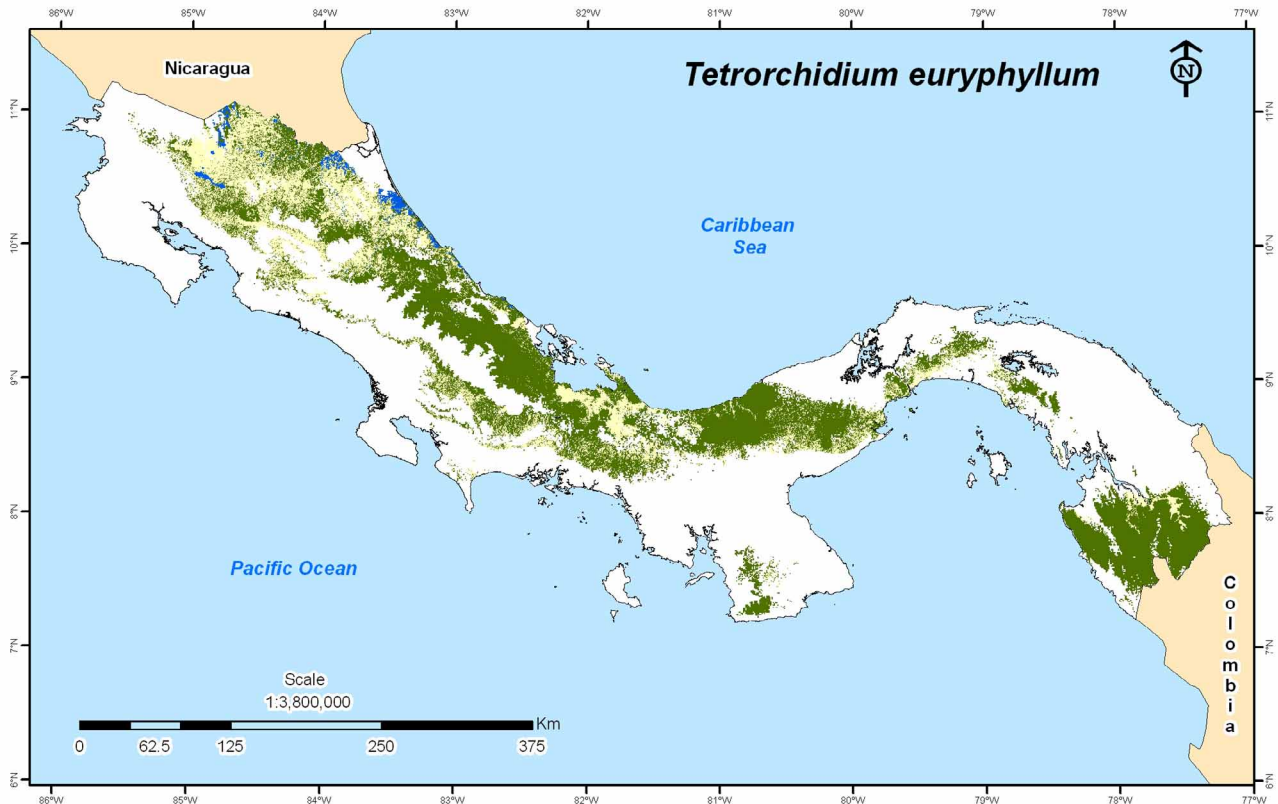 86°W 85°W 84°W 83°W 82°W 81°W 80°W 79°W 78°W 77°W
Nicaragua
Tetrorchidium euryphyllum
N
11°N
11°N
Caribbean
Sea
10°N
10°N
9°N
9°N
8°N
8°N
Pacific Ocean
Colombia
7°N
7°N
Scale
1:3,800,000
Km
0 62.5 125 250 375
6°N
6°N
86°W 85°W 84°W 83°W 82°W 81°W 80°W 79°W 78°W 77°W